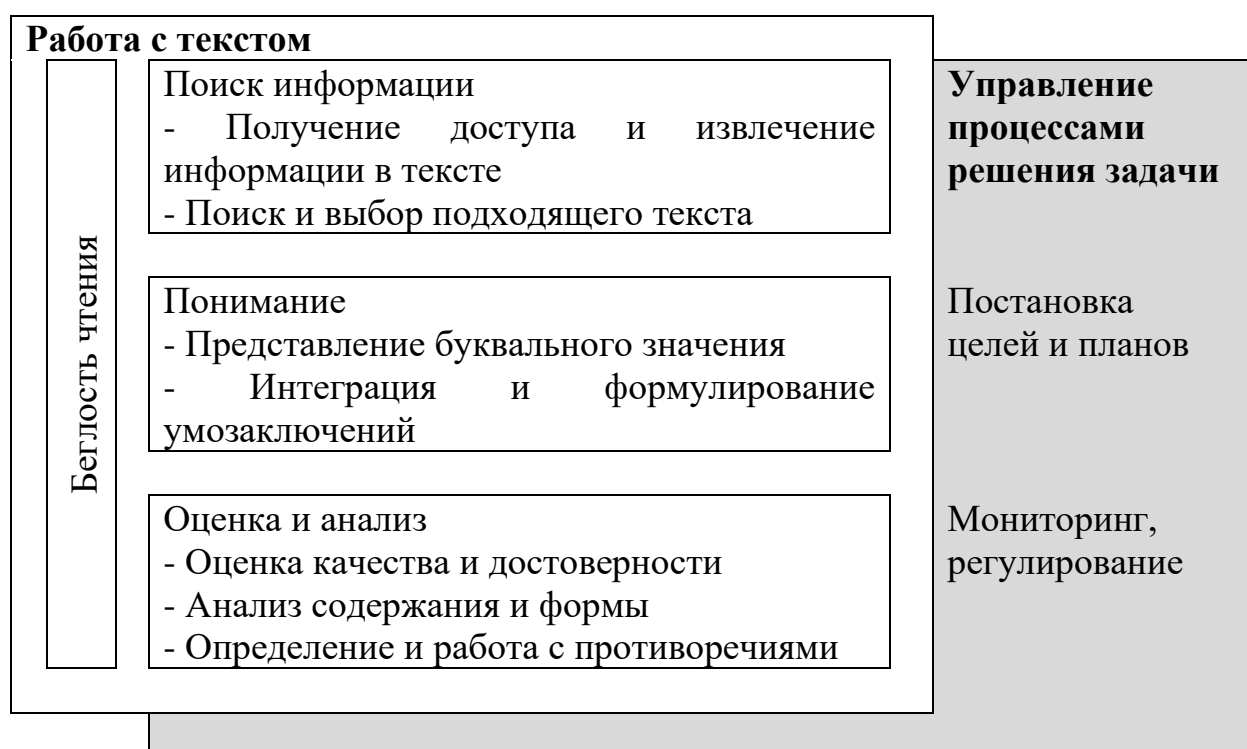 Работа с текстом
Беглость чтения
Поиск информации
- Получение доступа и извлечение
информации в тексте
- Поиск и выбор подходящего текста
Понимание
- Представление буквального значения
- Интеграция и формулирование
умозаключений
Оценка и анализ
- Оценка качества и достоверности
- Анализ содержания и формы
- Определение и работа с противоречиями
Управление
процессами
решения задачи
Постановка
целей и планов
Мониторинг,
регулирование